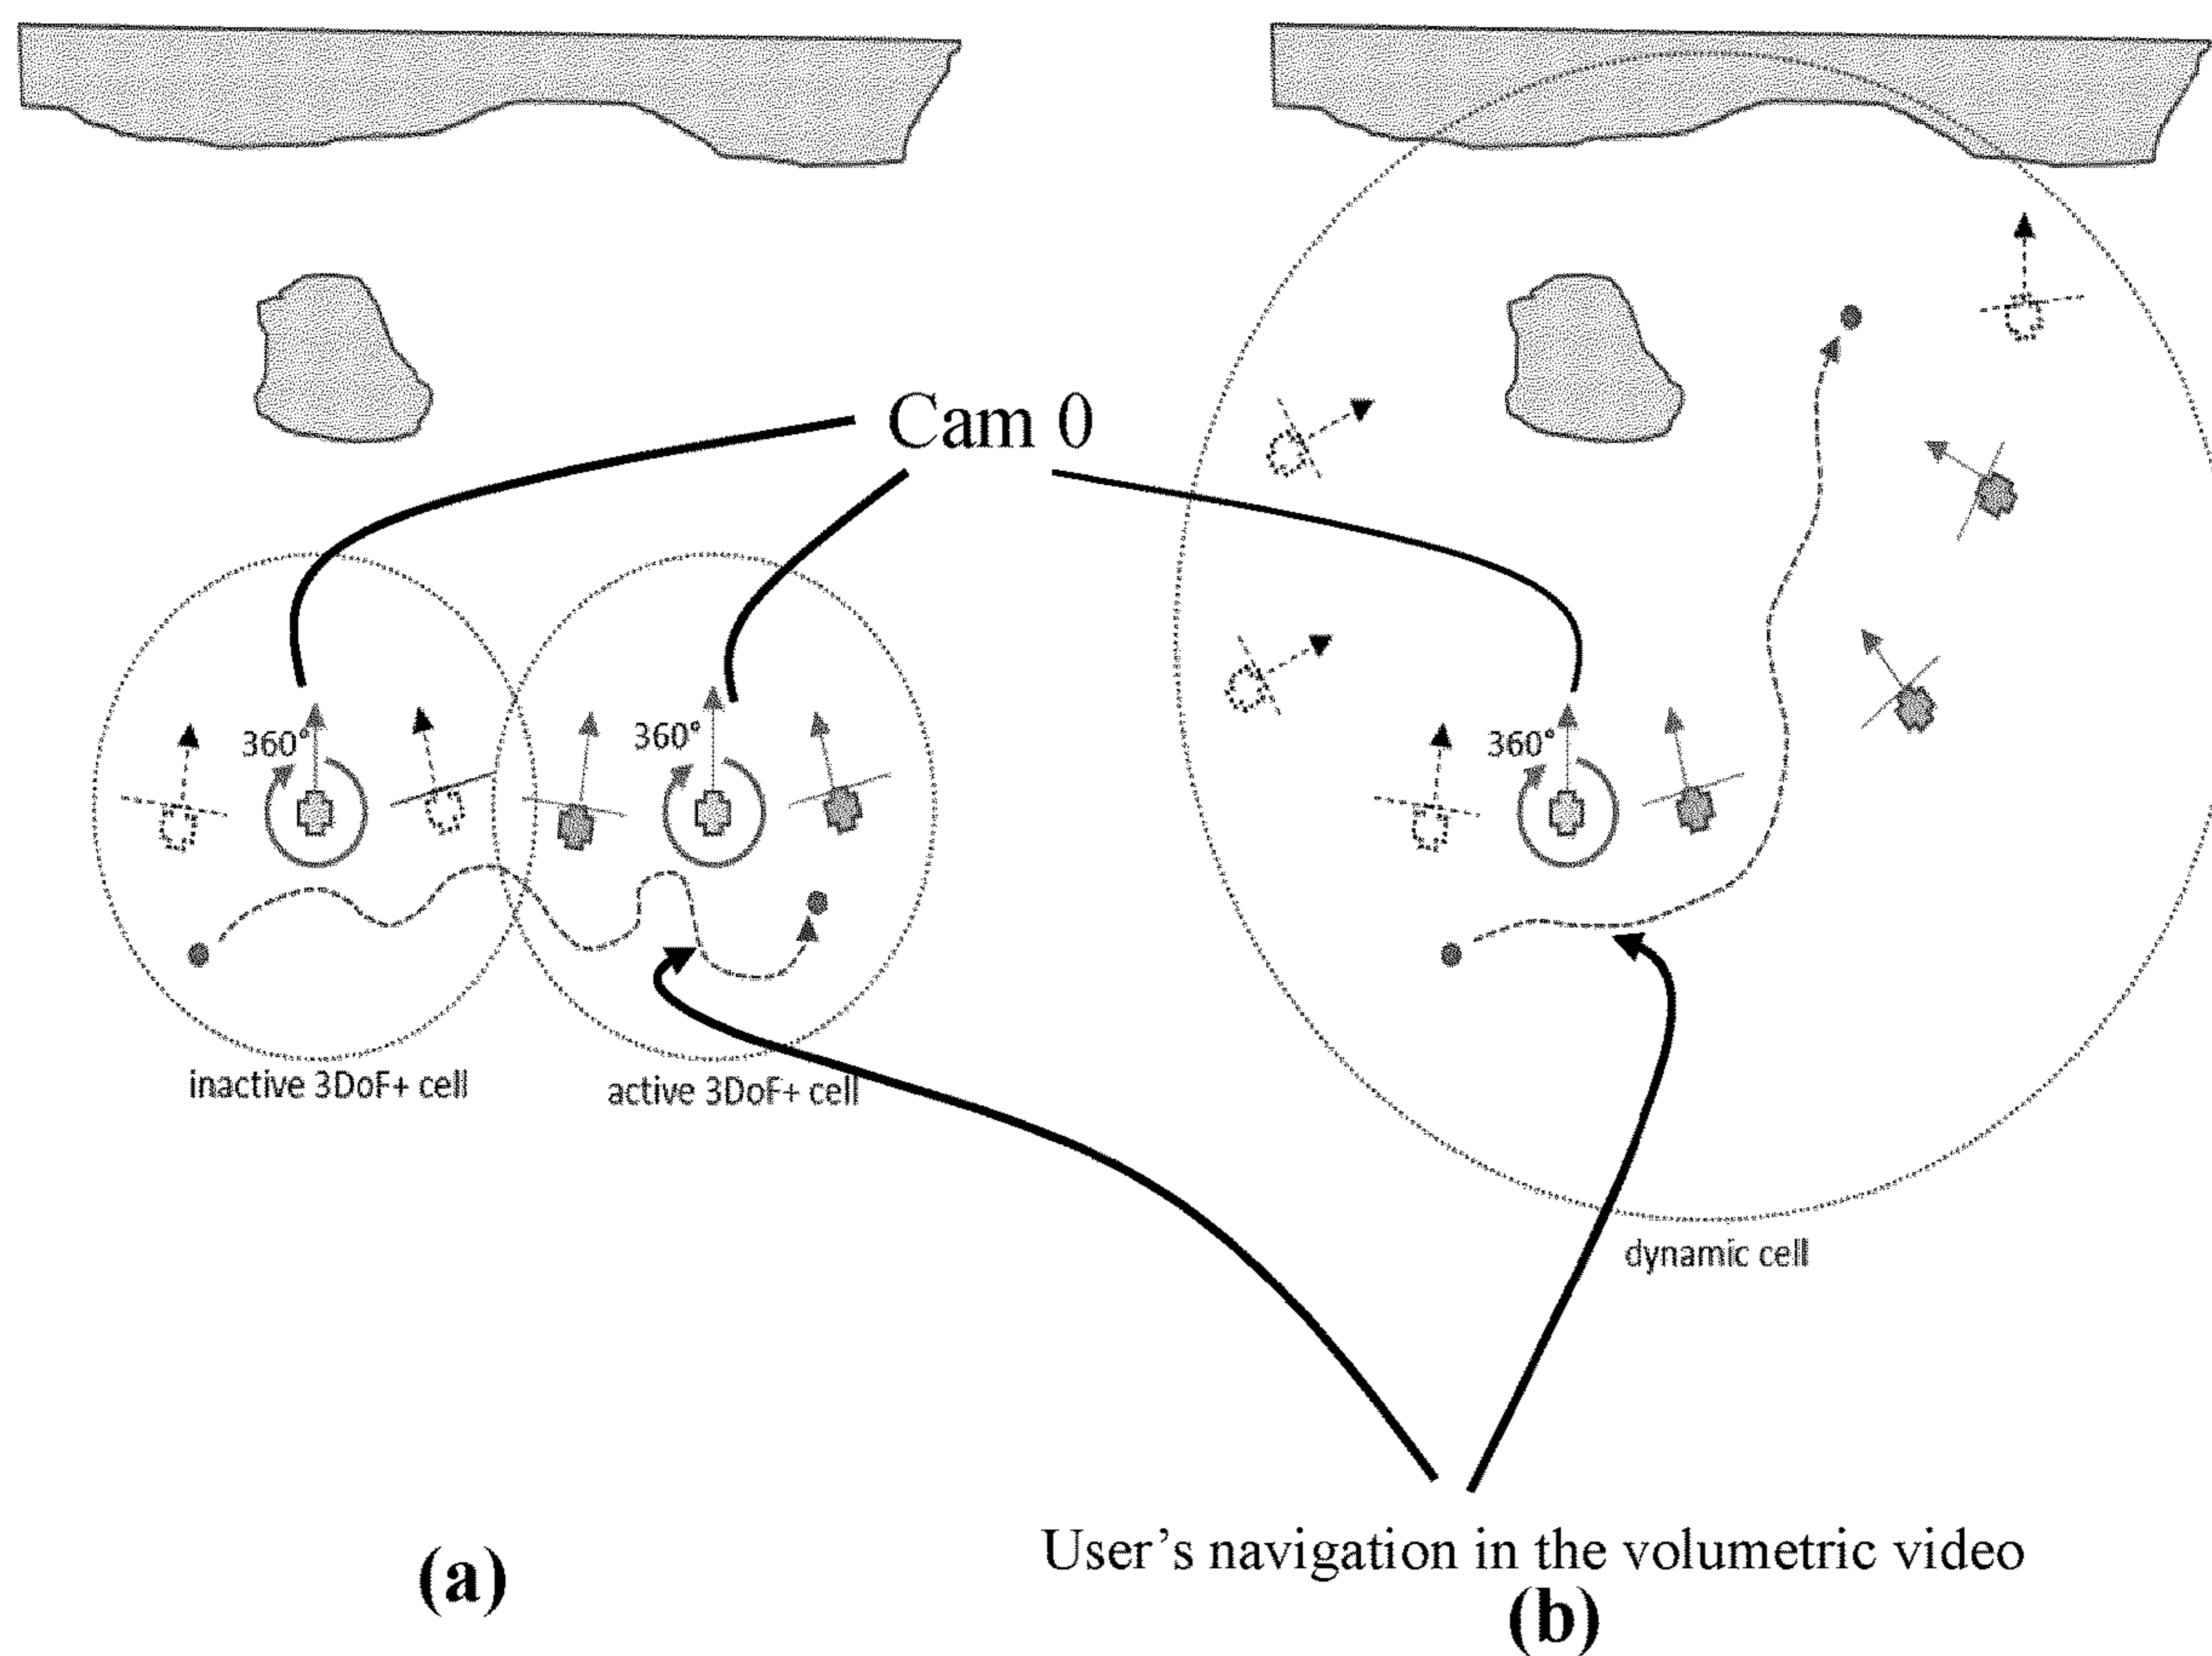 Cam 0
360°
360°
360°
inactive 3DoF+ cell
active 3DoF+ cell
dynamic cell
User's navigation in the volumetric video
(a)
(b)